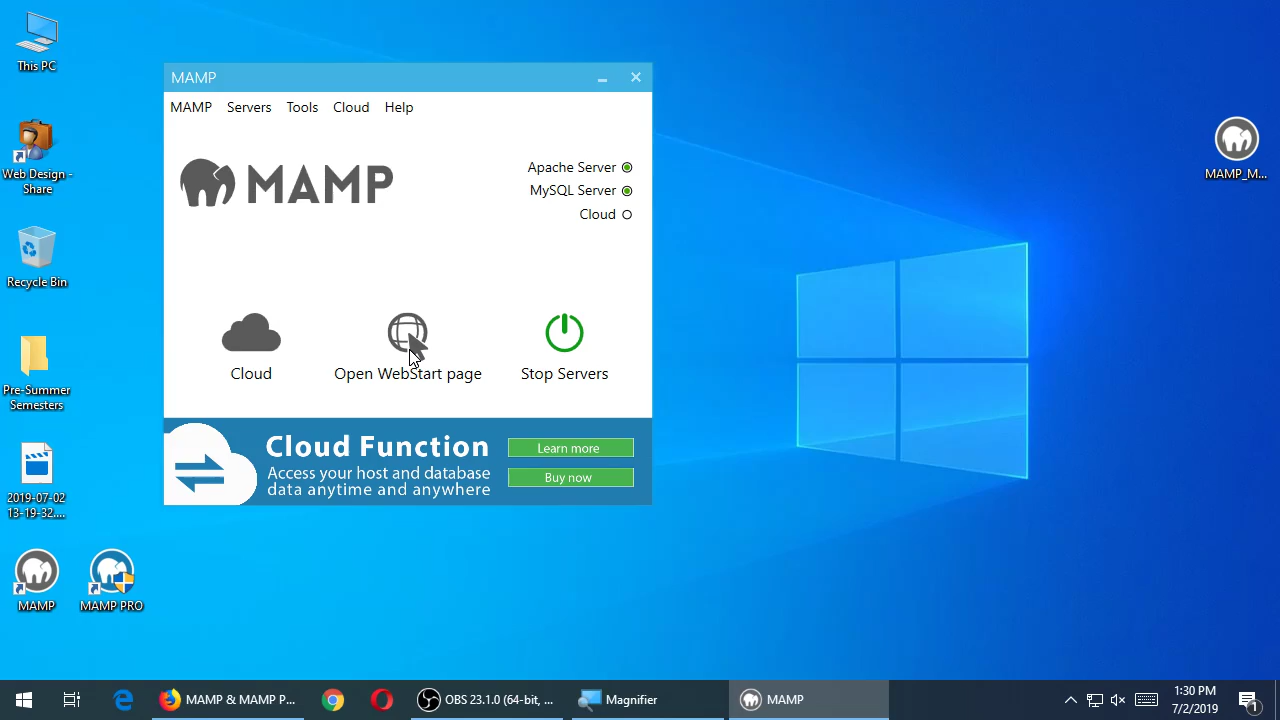 This PC
Web Design -
Share
Recycle Bin
Pre-Summer
Semesters
2019-07-02
13-19-32....
MAMP
MAMP PRO
MAMP
MAMP Servers Tools Cloud Help
MAMP
Apache Server
MySQL Server
Cloud
Cloud
Open WebStart page
Stop Servers
Cloud Function
Access your host and database
data anytime and anywhere
Learn more
Buy now
MAMP_M...
MAMP & MAMP P...
OBS 23.1.0 (64-bit, ...
Magnifier
MAMP
1:30 PM
7/2/2019
1